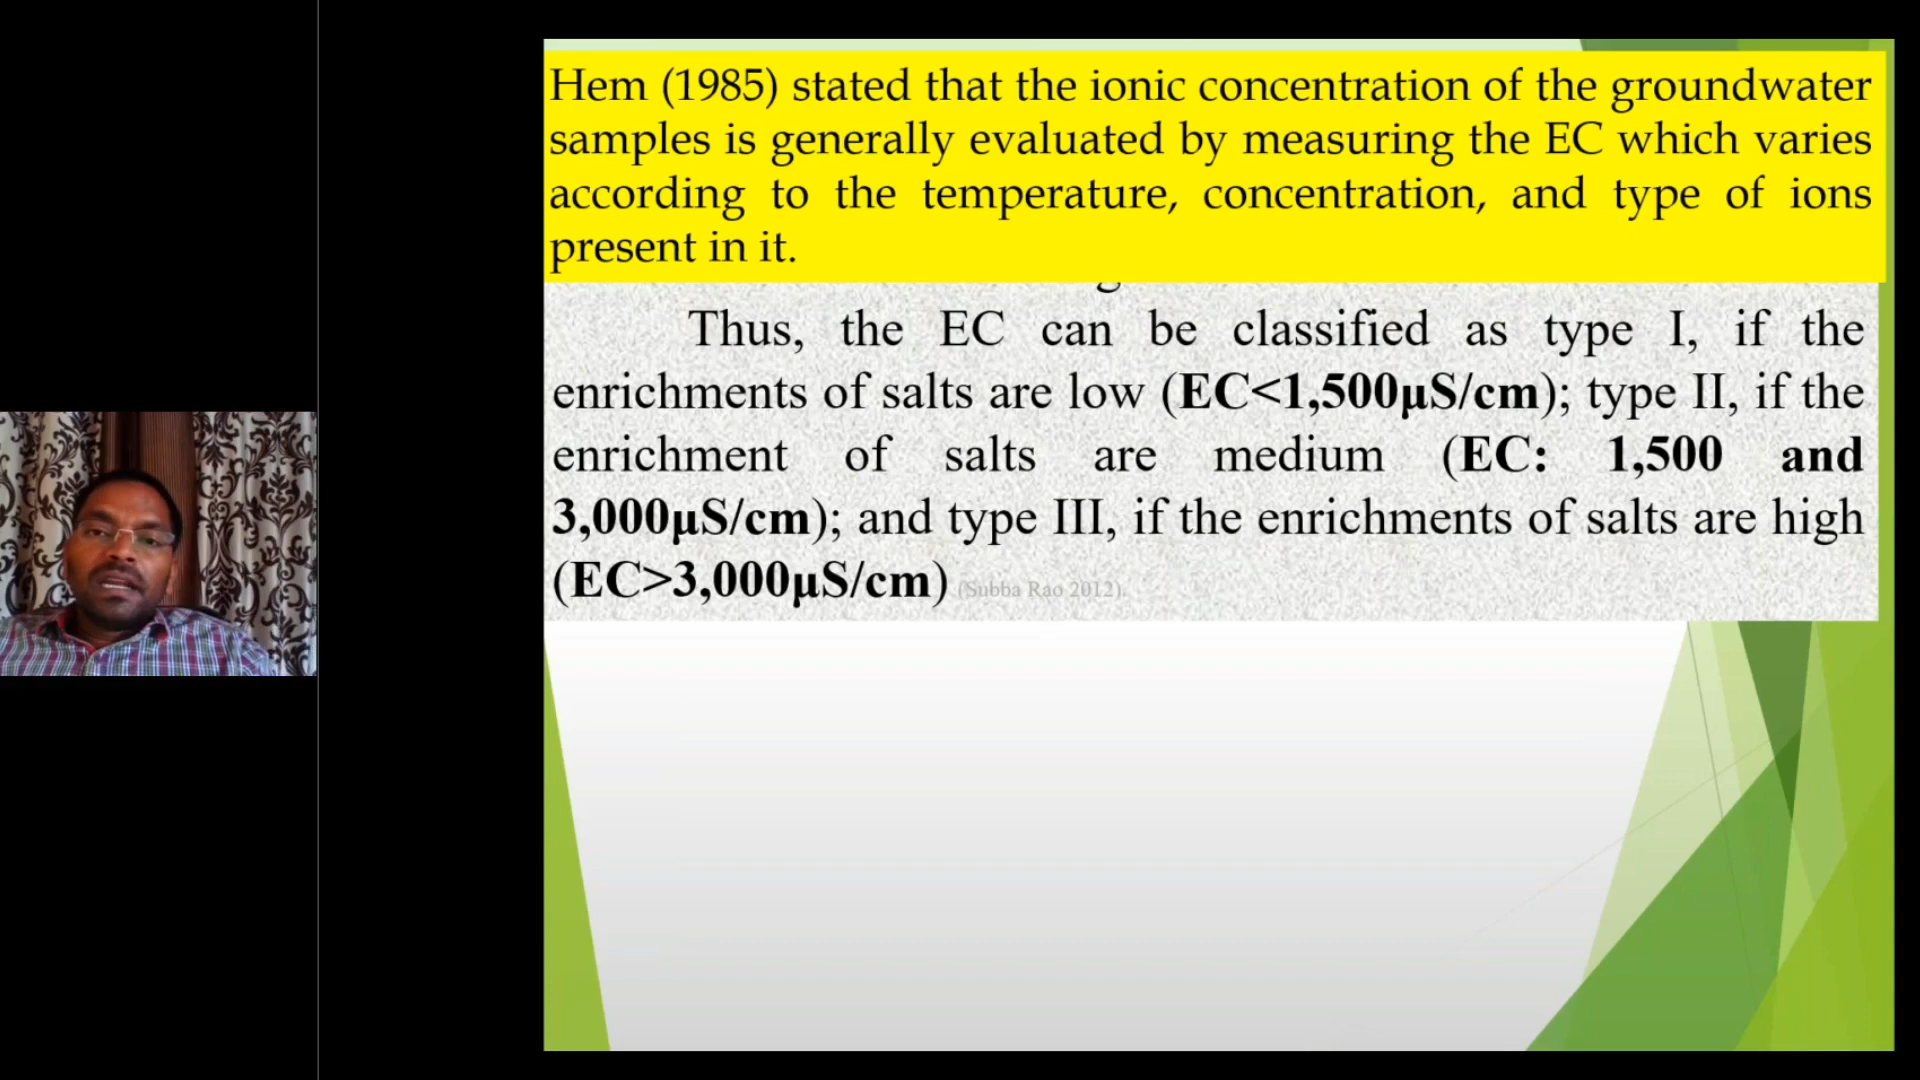 Hem (1985) stated that the ionic concentration of the groundwater
samples is generally evaluated by measuring the EC which varies
according to the temperature, concentration, and type of ions
present in it.
Thus, the EC can be classified as type I, if the
enrichments of salts are low (EC<1,500µS/cm); type II, if the
enrichment of salts are medium (EC: 1,500 and
3,000µS/cm); and type III, if the enrichments of salts are high
(EC>3,000µS/cm) (Subba Rao 2012).